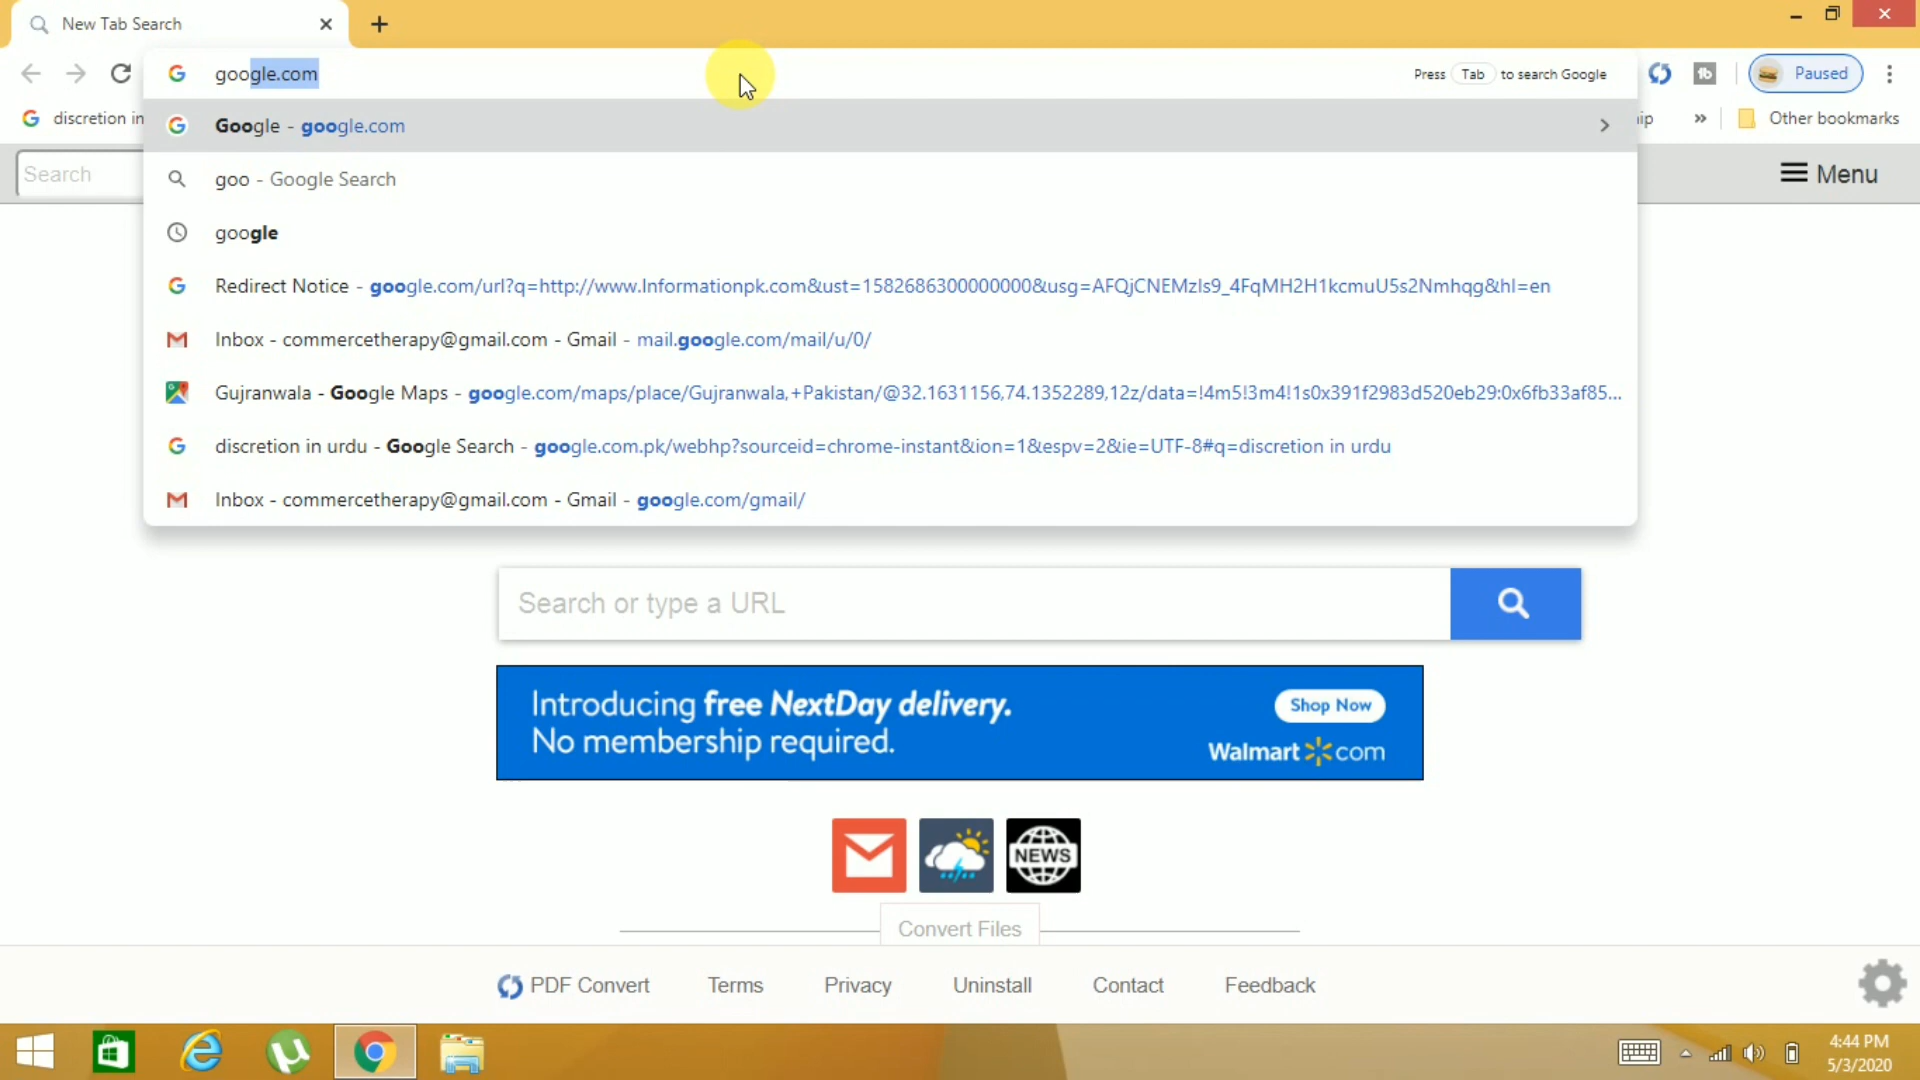 New Tab Search
google.com
Press Tab to search Google
Paused
discretion in
ip
»
Other bookmarks
Google - google.com
Search
goo - Google Search
Menu
google
Redirect Notice - google.com/url?q=http://www.Informationpk.com&ust=1582686300000000&usg=AFQjCNEMzIs9_4FqMH2H1kcmuU5s2Nmhqg&hl=en
Inbox - commercetherapy@gmail.com - Gmail - mail.google.com/mail/u/0/
Gujranwala - Google Maps - google.com/maps/place/Gujranwala,+Pakistan/@32.1631156,74.1352289,12z/data=!4m5!3m4!1s0x391f2983d520eb29:0x6fb33af85...
discretion in urdu - Google Search - google.com.pk/webhp?sourceid=chrome-instant&ion=1&espv=2&ie=UTF-8#q=discretion in urdu
Inbox - commercetherapy@gmail.com - Gmail - google.com/gmail/
Search or type a URL
Introducing free NextDay delivery.
No membership required.
Shop Now
Walmart com
NEWS
Convert Files
PDF Convert
Terms
Privacy
Uninstall
Contact
Feedback
4:44 PM
5/3/2020